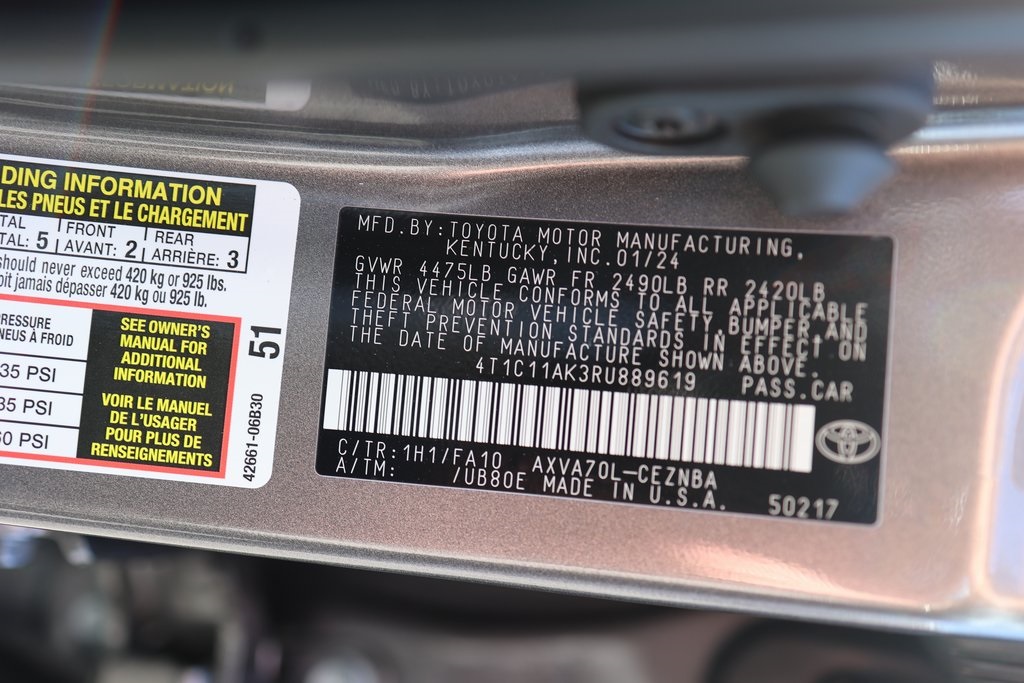 DING INFORMATION
LES PNEUS ET LE CHARGEMENT
TAL FRONT REAR
TAL: 5 AVANT: 2 ARRIÈRE: 3
should never exceed 420 kg or 925 lbs.
oit jamais dépasser 420 kg ou 925 lb.
RESSURE
NEUS À FROID
35 PSI
35 PSI
60 PSI
SEE OWNER'S
MANUAL FOR
ADDITIONAL
INFORMATION
VOIR LE MANUEL
DE L'USAGER
POUR PLUS DE
RENSEIGNEMENTS
51
42661-06B30
MFD.BY:TOYOTA MOTOR MANUFACTURING,
KENTUCKY,INC.01/24
GVWR 4475LB GAWR FR 2490LB RR 2420LB
THIS VEHICLE CONFORMS TO ALL APPLICABLE
FEDERAL MOTOR VEHICLE SAFETY,BUMPER,AND
THEFT PREVENTION STANDARDS IN EFFECT ON
THE DATE OF MANUFACTURE SHOWN ABOVE.
4T1C11AK3RU889619 PASS.CAR
C/TR:1H1/FA10 AXVA70L-CEZNBA
A/TM: /UB80E MADE IN U.S.A. 50217